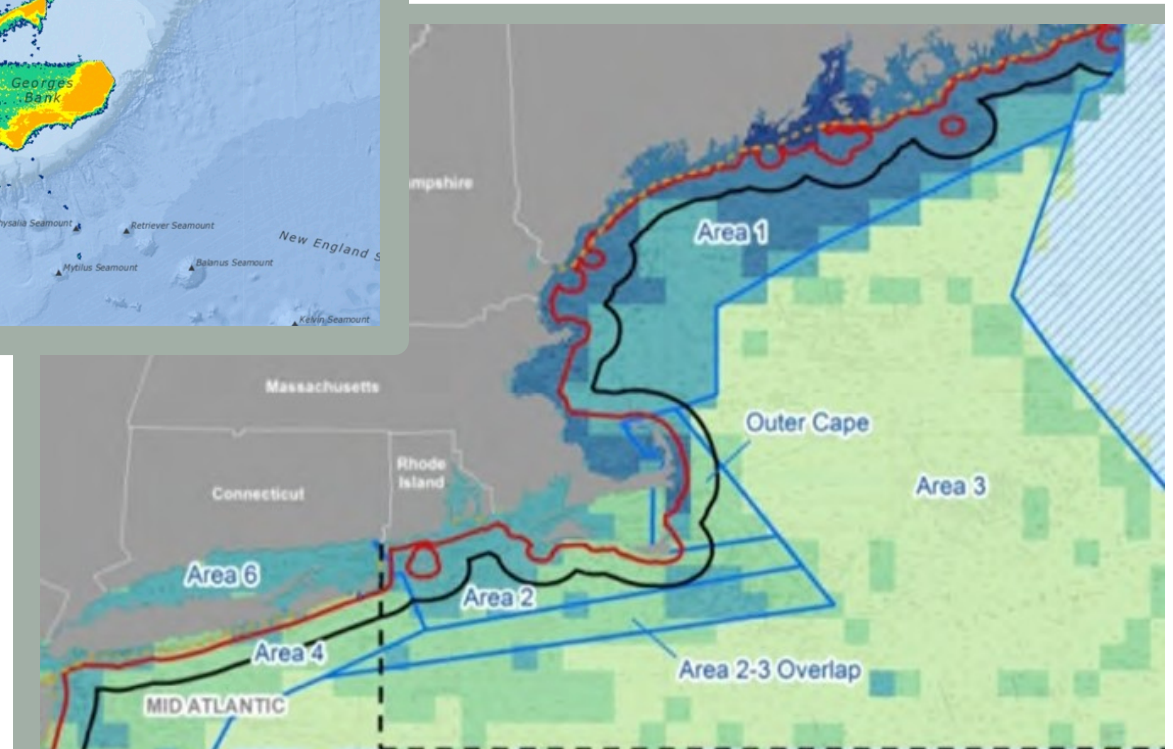 Georges
Bank
Retriever Seamount
New England S
Mytilus Seamount
Balanus Seamount
Kelvin Seamount
Area 1
Massachusetts
Outer Cape
Rhode
Island
Connecticut
Area 3
Area 6
Area 2
Area 4
Area 2-3 Overlap
MID ATLANTIC